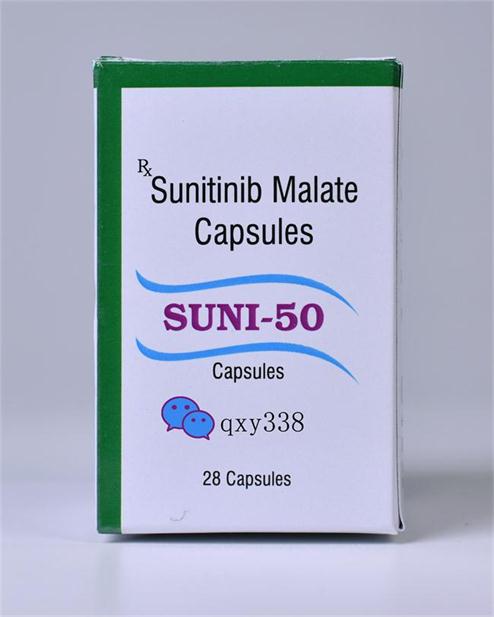 Rx
Sunitinib Malate
Capsules
SUNI-50
Capsules
qxy338
28 Capsules